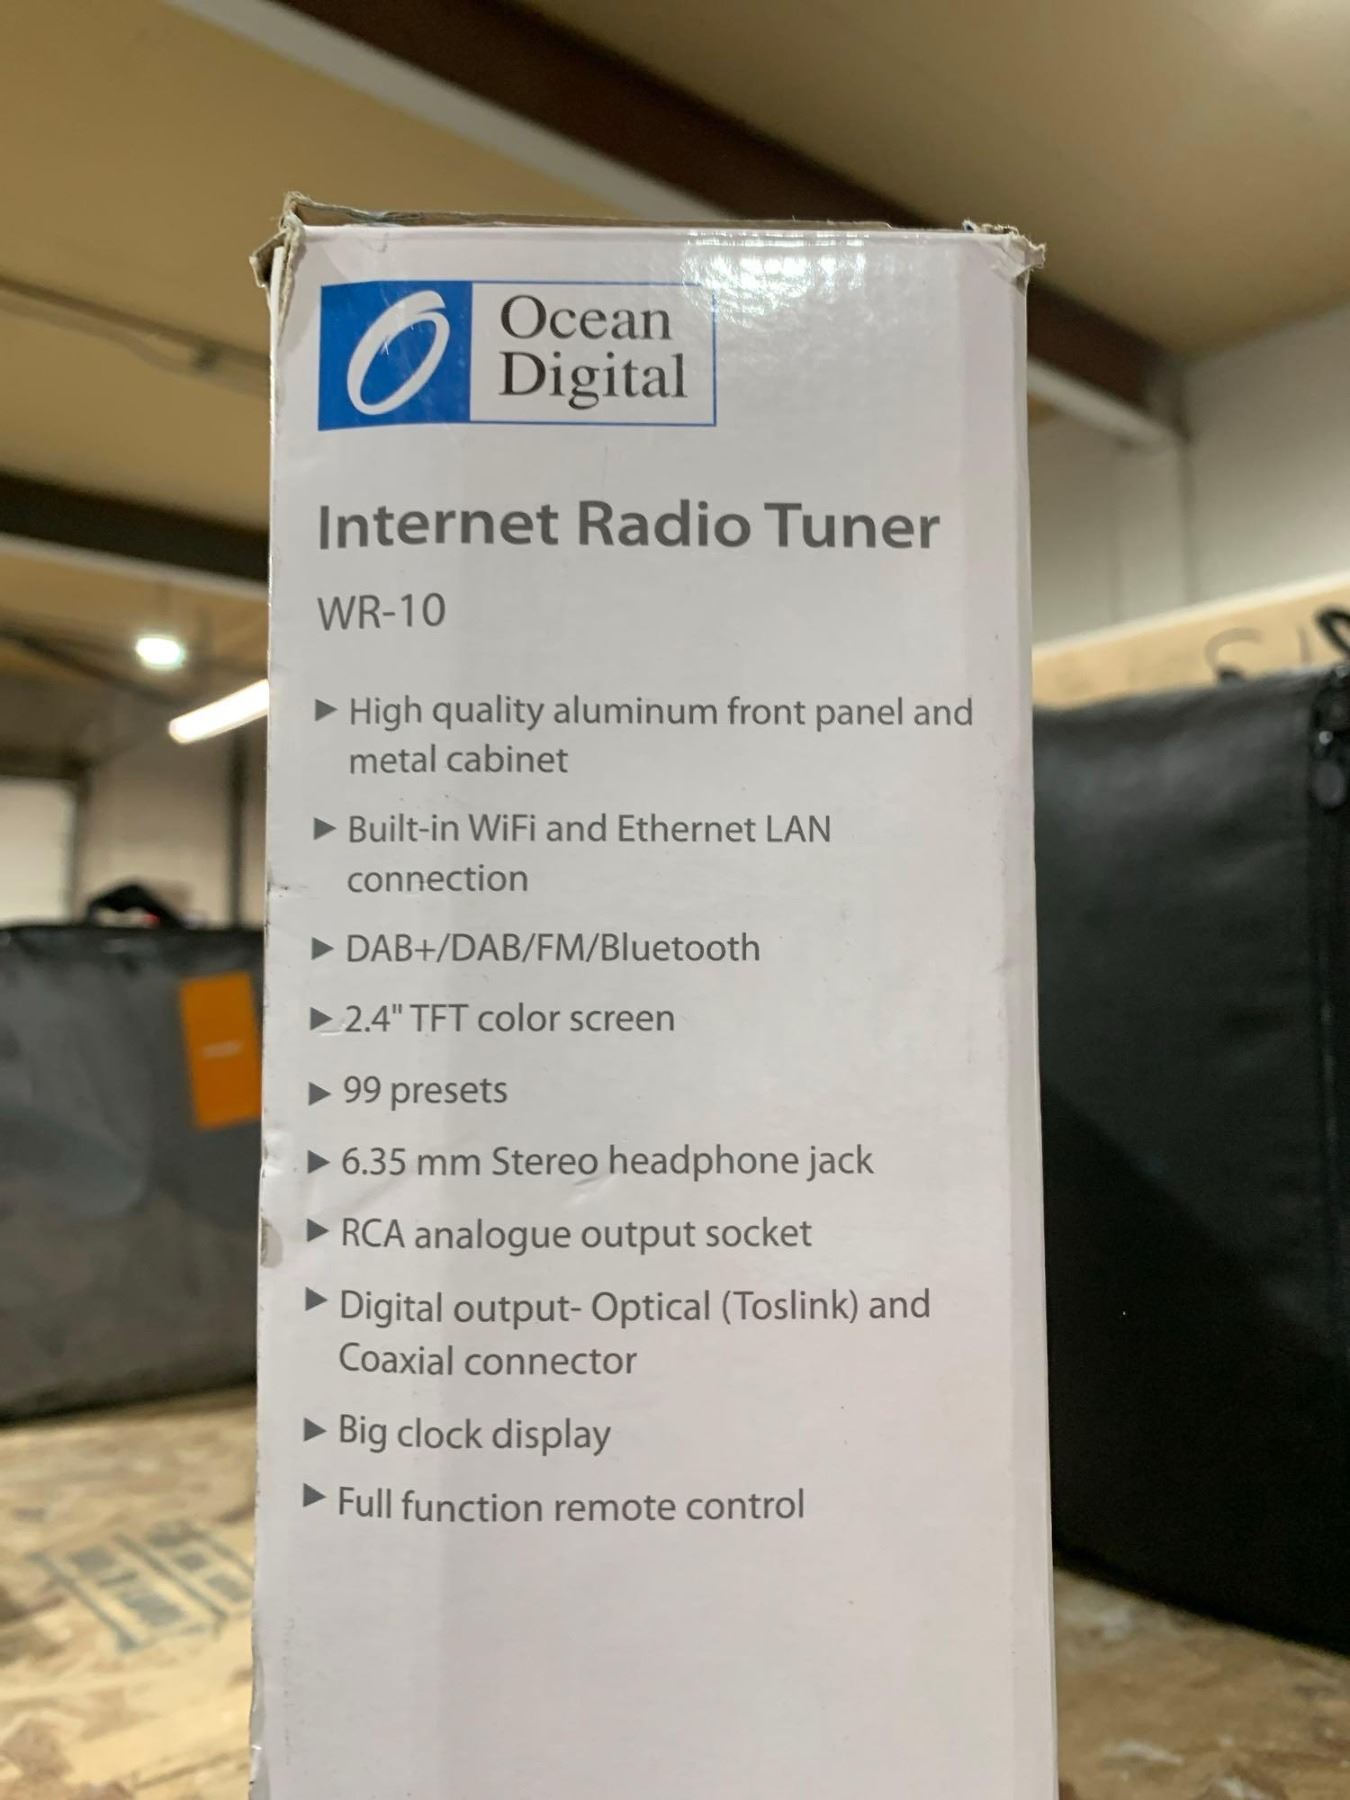 Ocean
Digital
Internet Radio Tuner
WR-10
▶ High quality aluminum front panel and
metal cabinet
▶ Built-in WiFi and Ethernet LAN
connection
▶ DAB+/DAB/FM/Bluetooth
▶ 2.4" TFT color screen
▶ 99 presets
▶ 6.35 mm Stereo headphone jack
▶ RCA analogue output socket
▶ Digital output- Optical (Toslink) and
Coaxial connector
▶ Big clock display
▶ Full function remote control